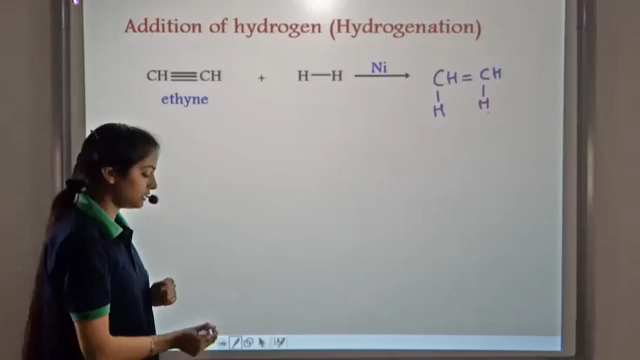 Addition of hydrogen (Hydrogenation)
CH≡CH + H—H Ni → CH=CH
ethyne
H H